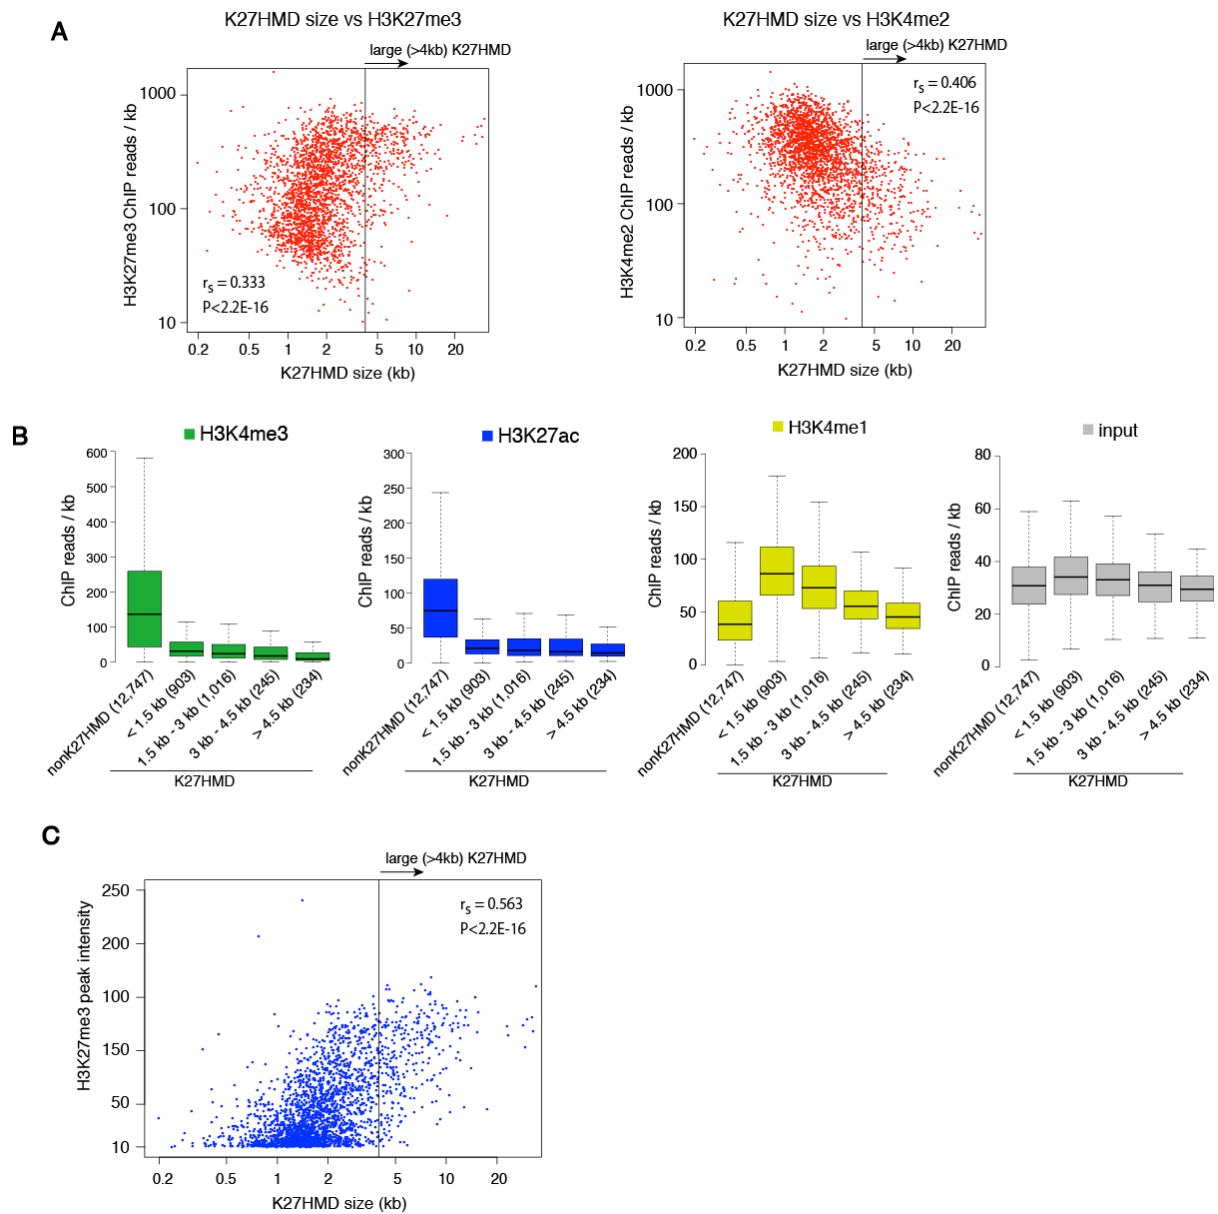 A
K27HMD size vs H3K27me3
large (>4kb) K27HMD
H3K27me3 ChIP reads / kb
1000
100
10
rs = 0.333
P<2.2E-16
0.2 0.5 1 2 5 10 20
K27HMD size (kb)
K27HMD size vs H3K4me2
large (>4kb) K27HMD
H3K4me2 ChIP reads / kb
1000
100
10
rs = 0.406
P<2.2E-16
0.2 0.5 1 2 5 10 20
K27HMD size (kb)
B
H3K4me3
ChIP reads / kb
600
500
400
300
200
100
0
nonK27HMD (12,747)
< 1.5 kb (903)
1.5 kb - 3 kb (1,016)
3 kb - 4.5 kb (245)
> 4.5 kb (234)
K27HMD
H3K27ac
ChIP reads / kb
300
250
200
150
100
50
0
nonK27HMD (12,747)
< 1.5 kb (903)
1.5 kb - 3 kb (1,016)
3 kb - 4.5 kb (245)
> 4.5 kb (234)
K27HMD
H3K4me1
ChIP reads / kb
200
150
100
50
0
nonK27HMD (12,747)
< 1.5 kb (903)
1.5 kb - 3 kb (1,016)
3 kb - 4.5 kb (245)
> 4.5 kb (234)
K27HMD
input
ChIP reads / kb
80
60
40
20
0
nonK27HMD (12,747)
< 1.5 kb (903)
1.5 kb - 3 kb (1,016)
3 kb - 4.5 kb (245)
> 4.5 kb (234)
K27HMD
C
large (>4kb) K27HMD
H3K27me3 peak intensity
250
200
100
150
50
10
rs = 0.563
P<2.2E-16
0.2 0.5 1 2 5 10 20
K27HMD size (kb)